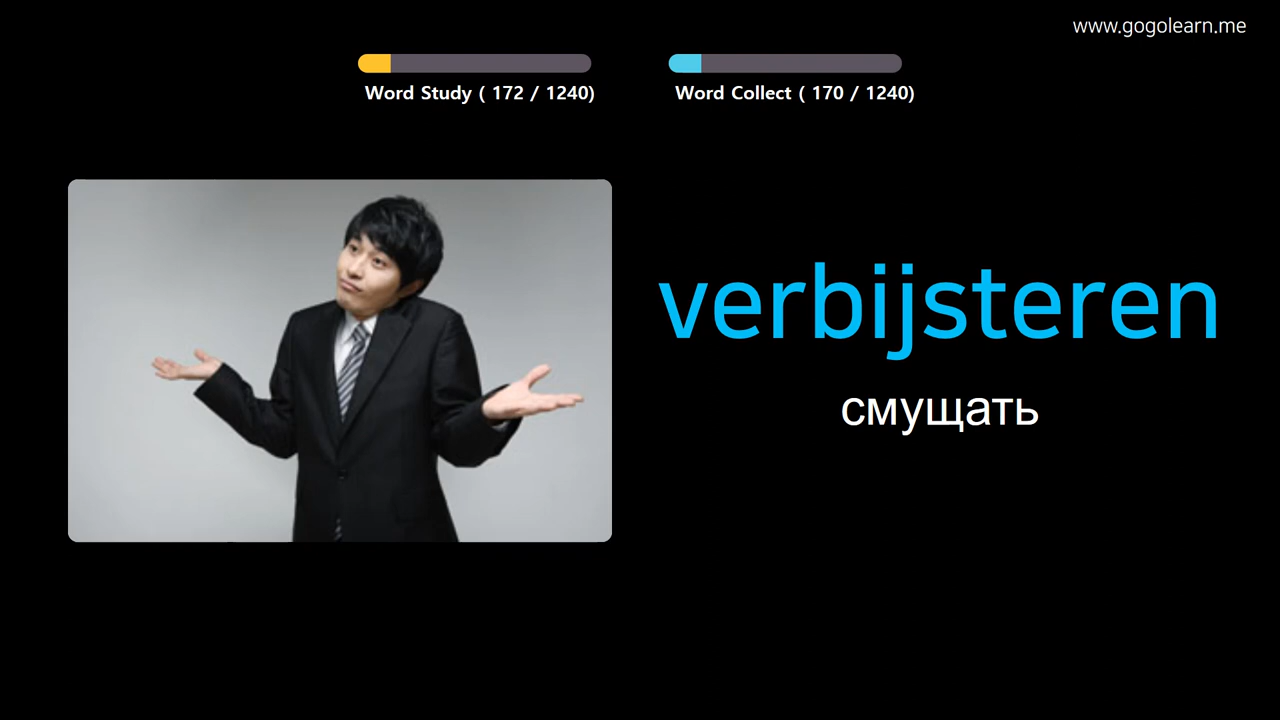 www.gogolearn.me
Word Study ( 172 / 1240)
Word Collect ( 170 / 1240)
verbijsteren
смущать